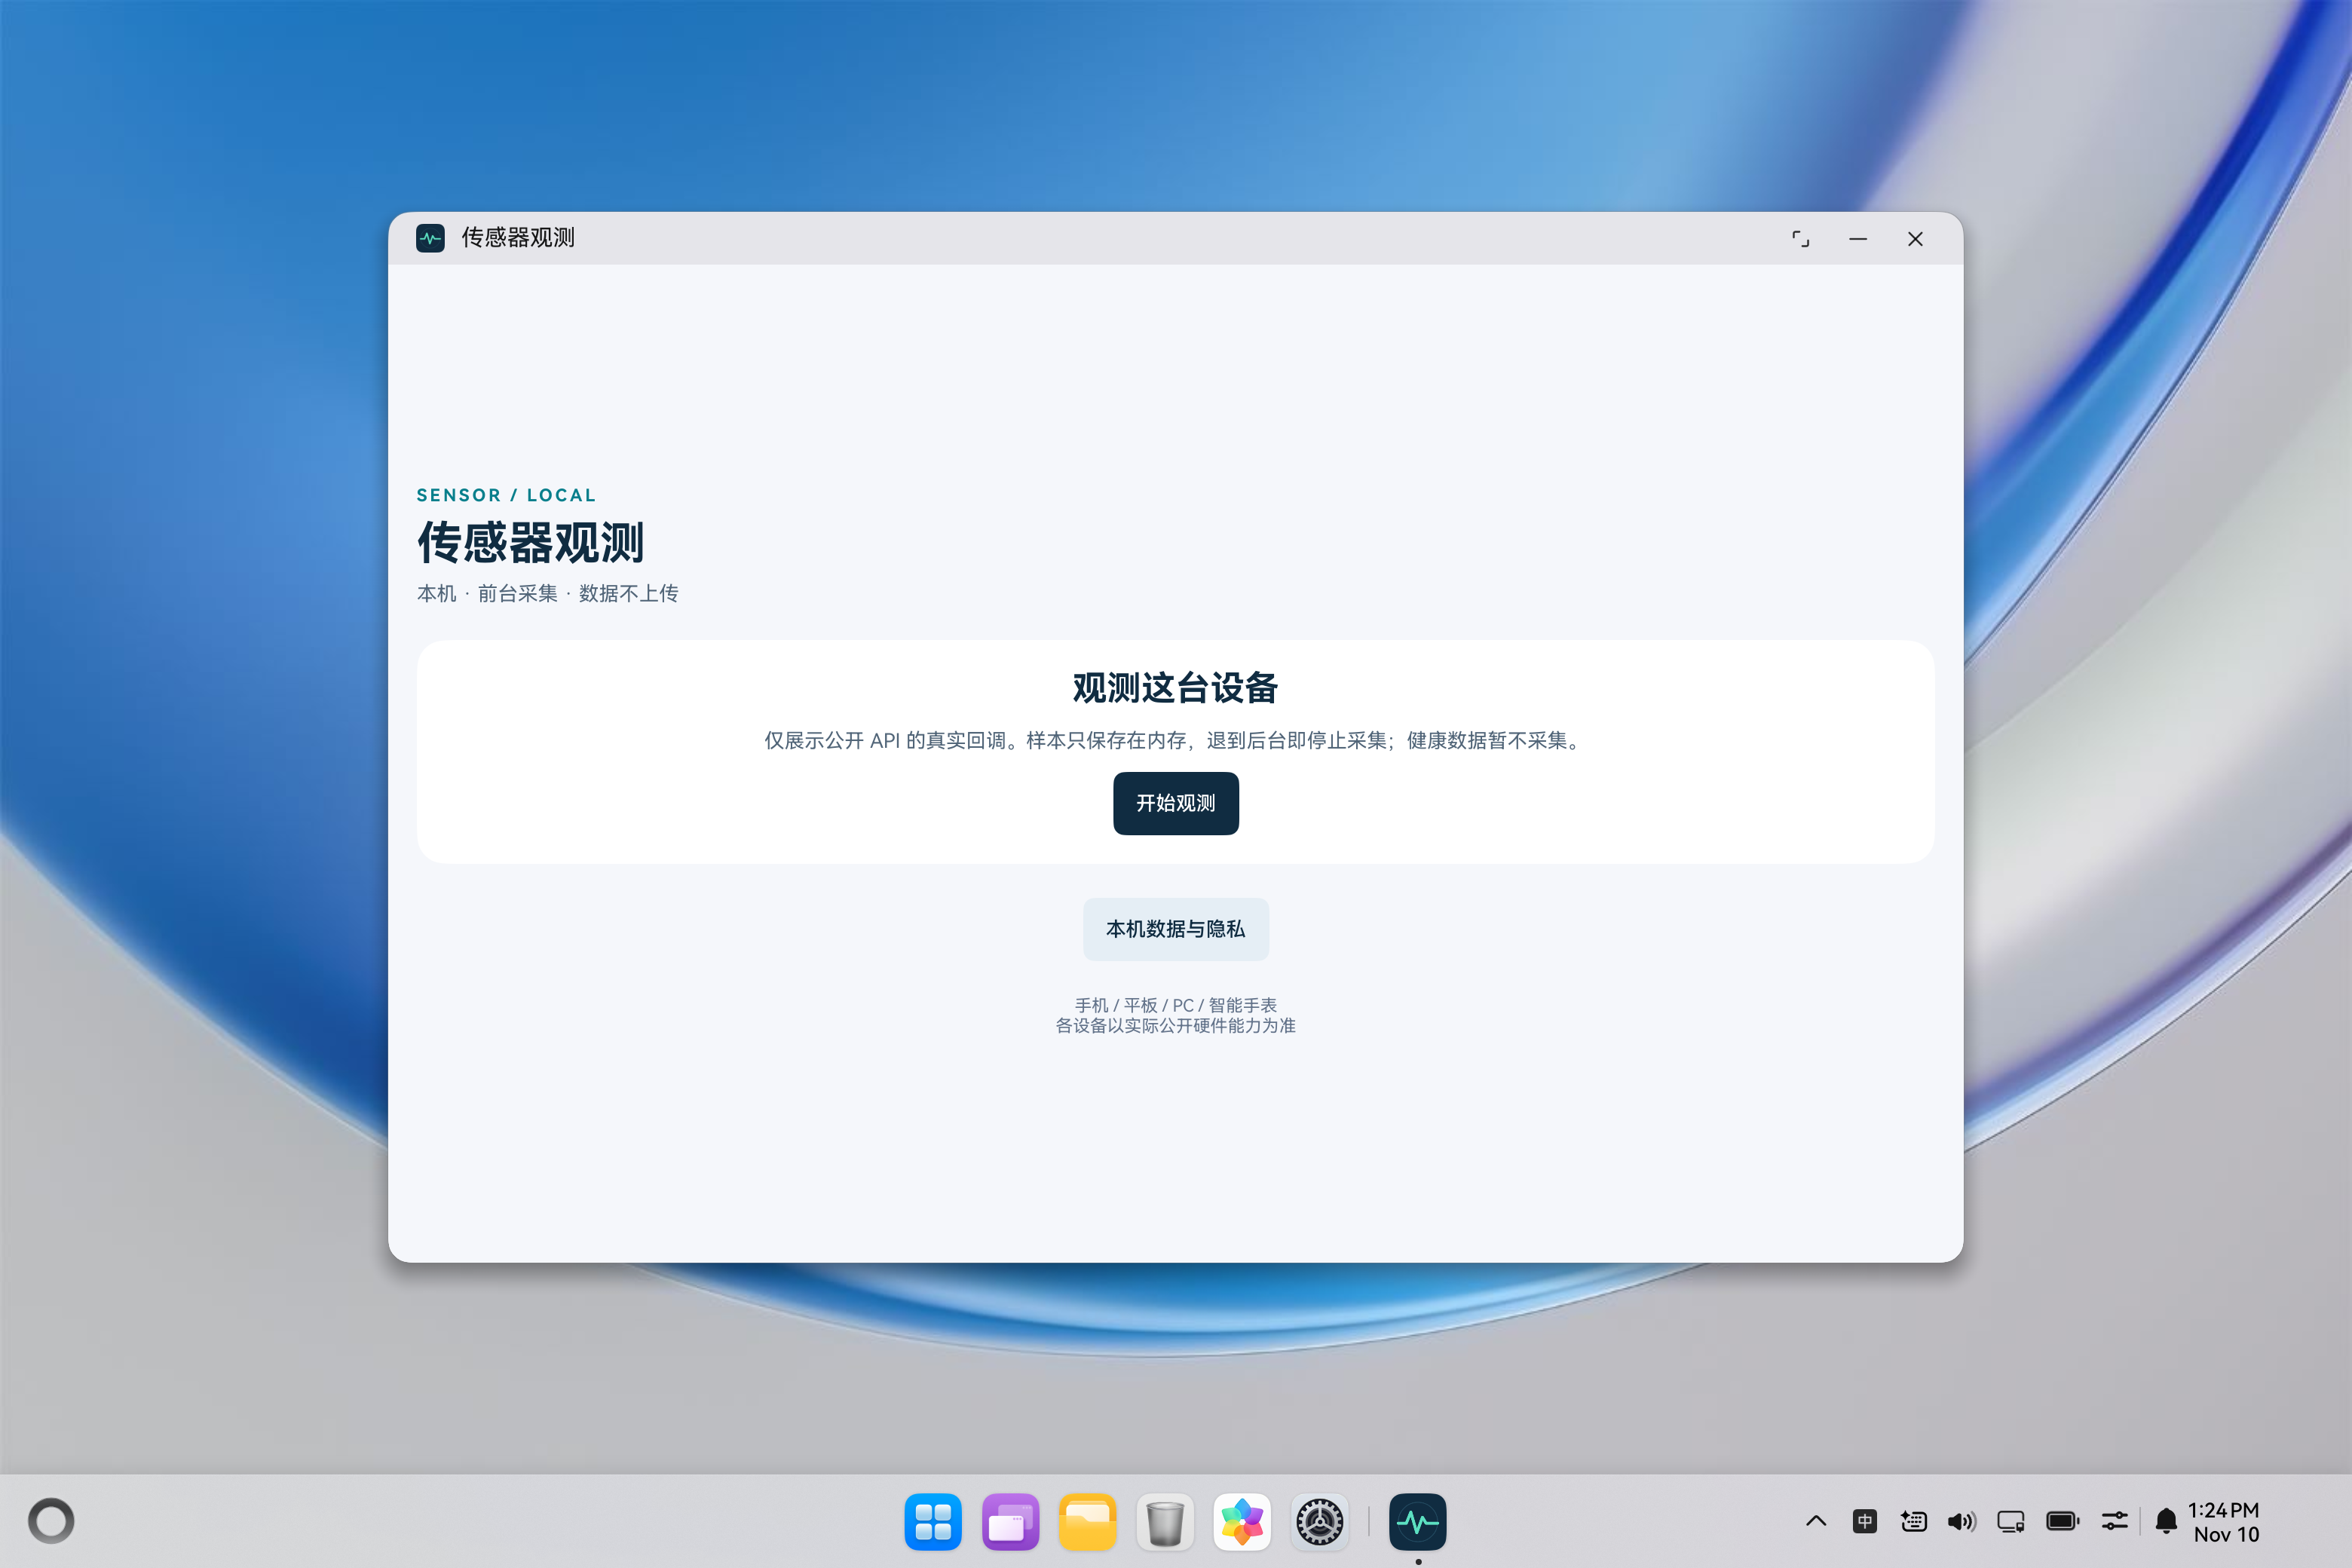 传感器观测
SENSOR / LOCAL
传感器观测
本机 · 前台采集 · 数据不上传
观测这台设备
仅展示公开 API 的真实回调。样本只保存在内存，退到后台即停止采集；健康数据暂不采集。
开始观测
本机数据与隐私
手机 / 平板 / PC / 智能手表
各设备以实际公开硬件能力为准
中
1:24 PM
Nov 10